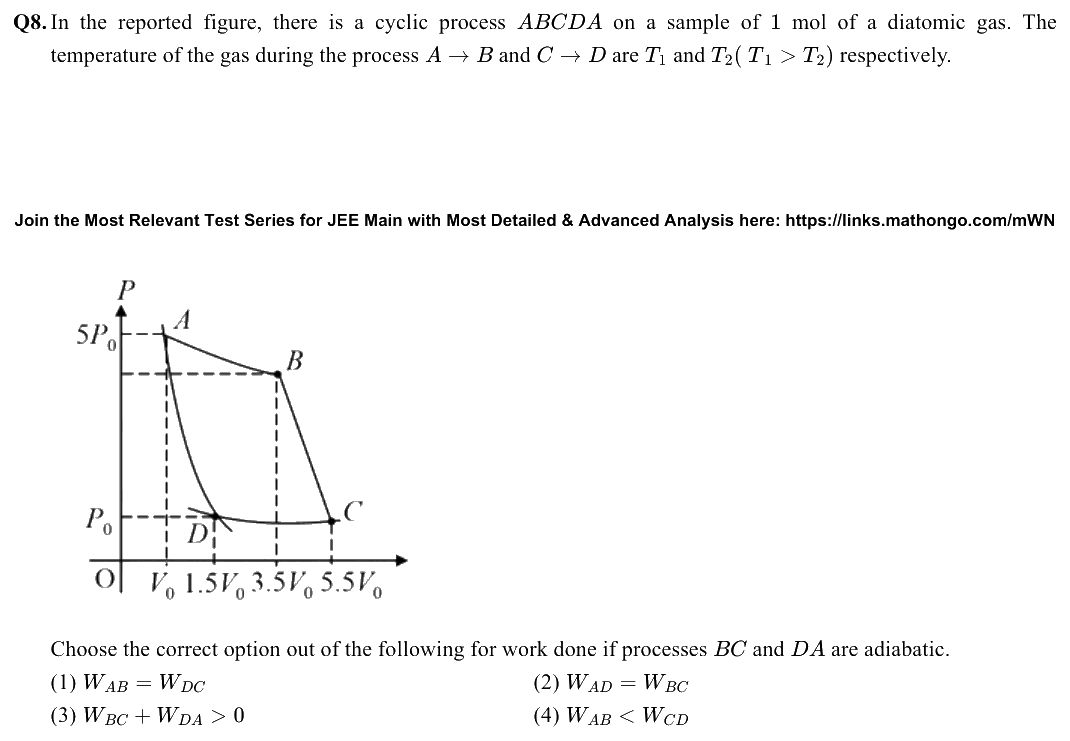 Q8. In the reported figure, there is a cyclic process ABCDA on a sample of 1 mol of a diatomic gas. The
temperature of the gas during the process A → B and C → D are T₁ and T₂( T₁ > T₂) respectively.
Join the Most Relevant Test Series for JEE Main with Most Detailed & Advanced Analysis here: https://links.mathongo.com/mWN
P
5P₀
A
B
P₀
D
C
O V₀ 1.5V₀ 3.5V₀ 5.5V₀
Choose the correct option out of the following for work done if processes BC and DA are adiabatic.
(1) W_AB = W_DC (2) W_AD = W_BC
(3) W_BC + W_DA > 0 (4) W_AB < W_CD